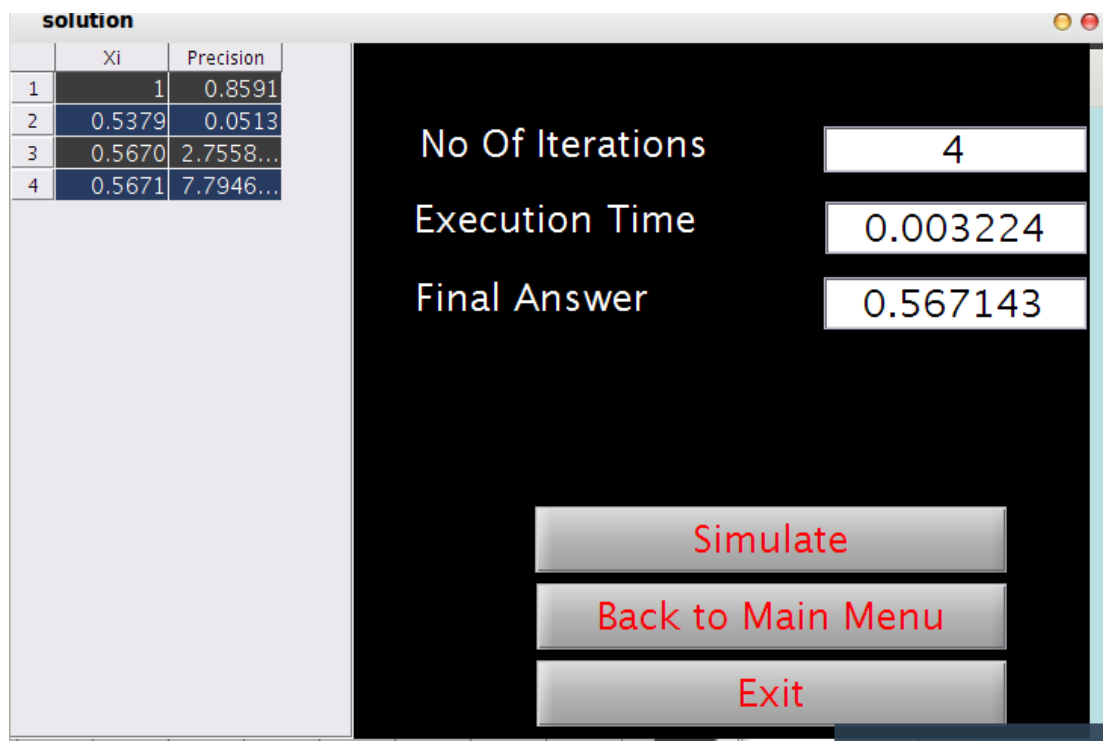 solution
Xi Precision
1 1 0.8591
2 0.5379 0.0513
3 0.5670 2.7558...
4 0.5671 7.7946...
No Of Iterations 4
Execution Time 0.003224
Final Answer 0.567143
Simulate
Back to Main Menu
Exit